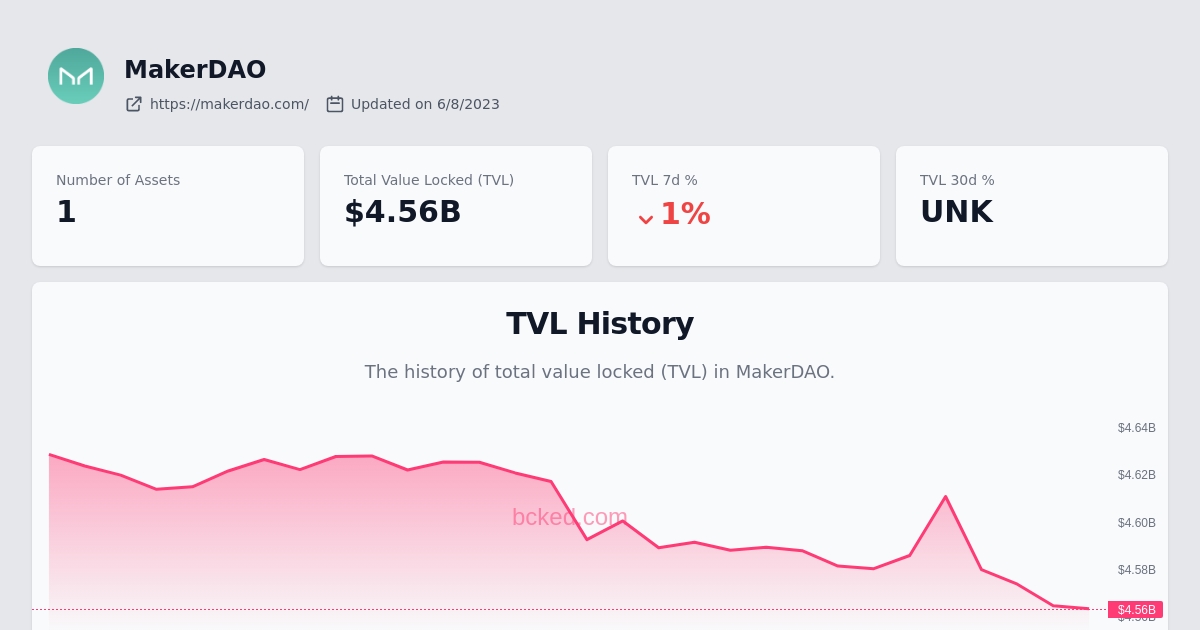 MakerDAO
https://makerdao.com/ Updated on 6/8/2023
Number of Assets
1
Total Value Locked (TVL)
$4.56B
TVL 7d %
1%
TVL 30d %
UNK
TVL History
The history of total value locked (TVL) in MakerDAO.
$4.64B
$4.62B
bcked.com
$4.60B
$4.58B
$4.56B